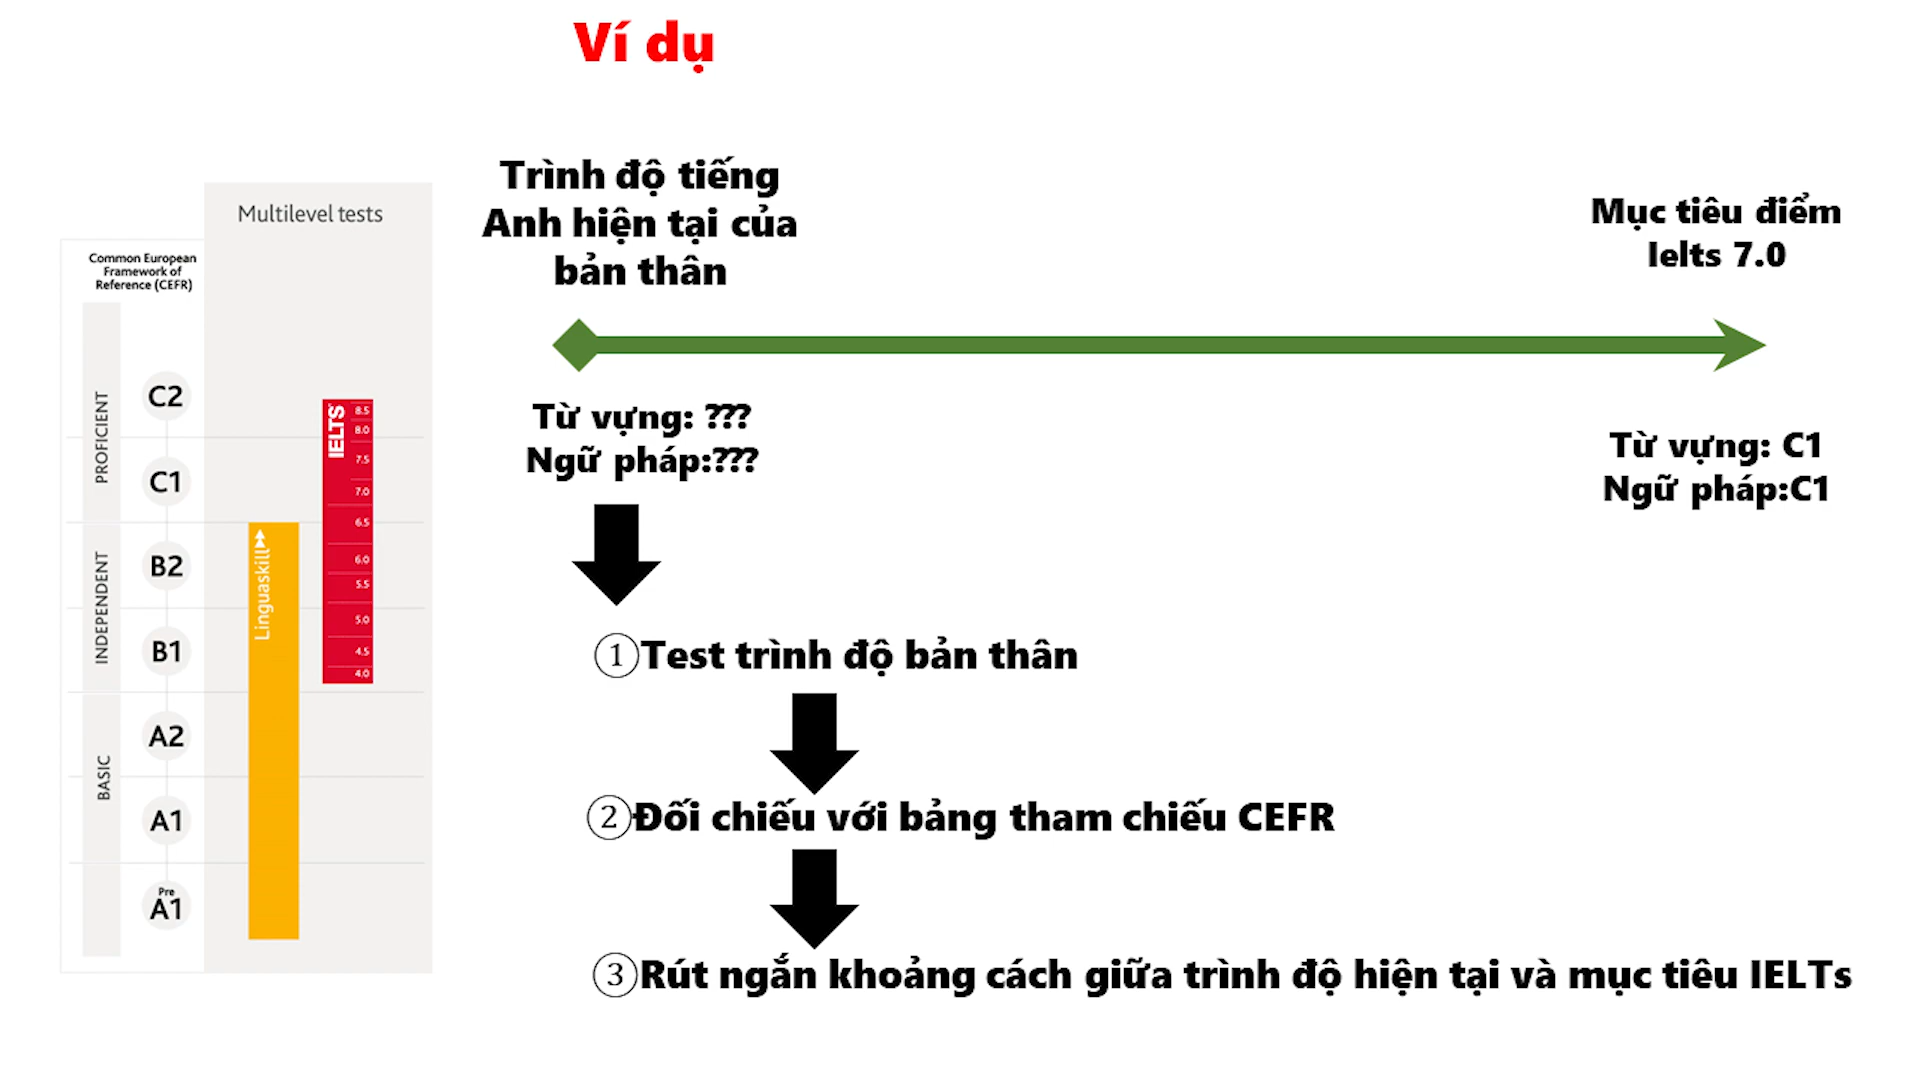 Ví dụ
Multilevel tests
Common European
Framework of
Reference (CEFR)
PROFICIENT
INDEPENDENT
BASIC
C2
C1
B2
B1
A2
A1
Pre
A1
Linguaskill
IELTS
8.5
8.0
7.5
7.0
6.5
6.0
5.5
5.0
4.5
4.0
Trình độ tiếng
Anh hiện tại của
bản thân
Mục tiêu điểm
Ielts 7.0
Từ vựng: ???
Ngữ pháp:???
Từ vựng: C1
Ngữ pháp:C1
①Test trình độ bản thân
②Đối chiếu với bảng tham chiếu CEFR
③Rút ngắn khoảng cách giữa trình độ hiện tại và mục tiêu IELTs